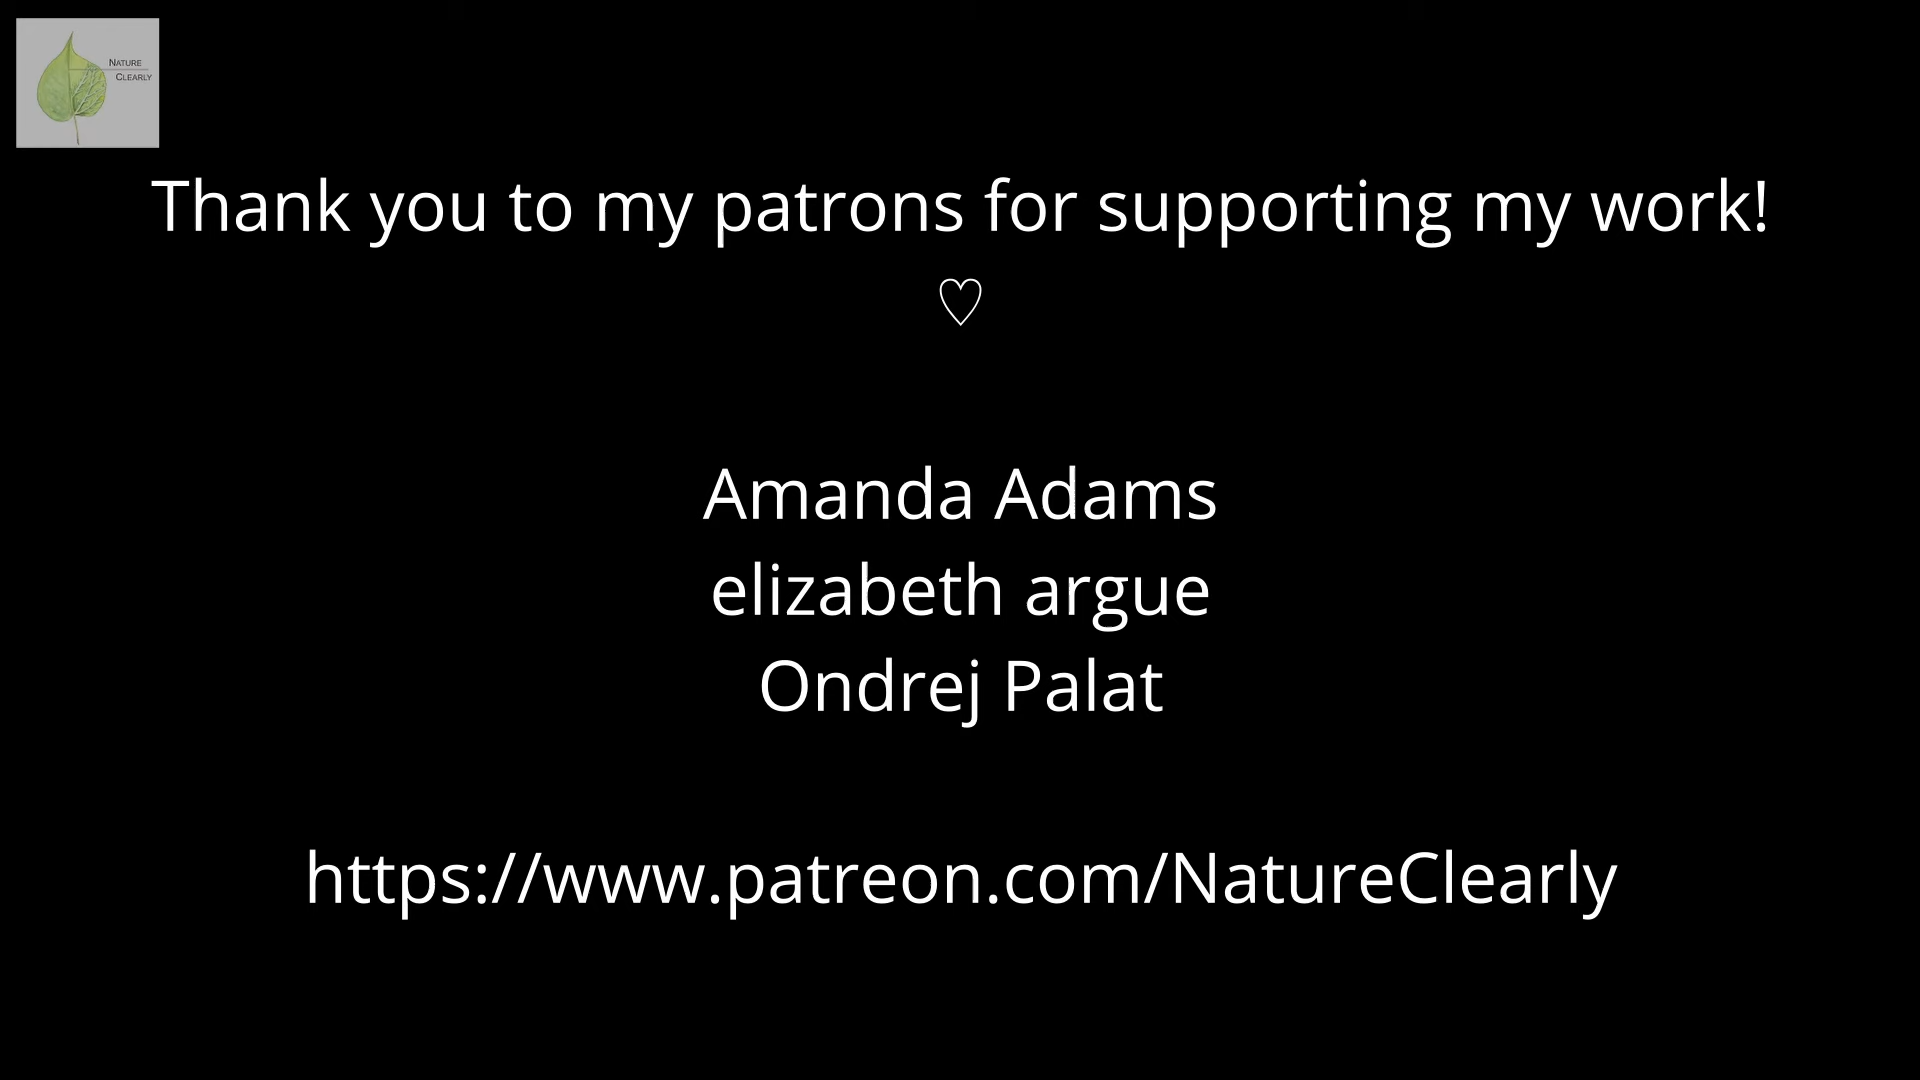 NATURE
CLEARLY
Thank you to my patrons for supporting my work!
♡
Amanda Adams
elizabeth argue
Ondrej Palat
https://www.patreon.com/NatureClearly